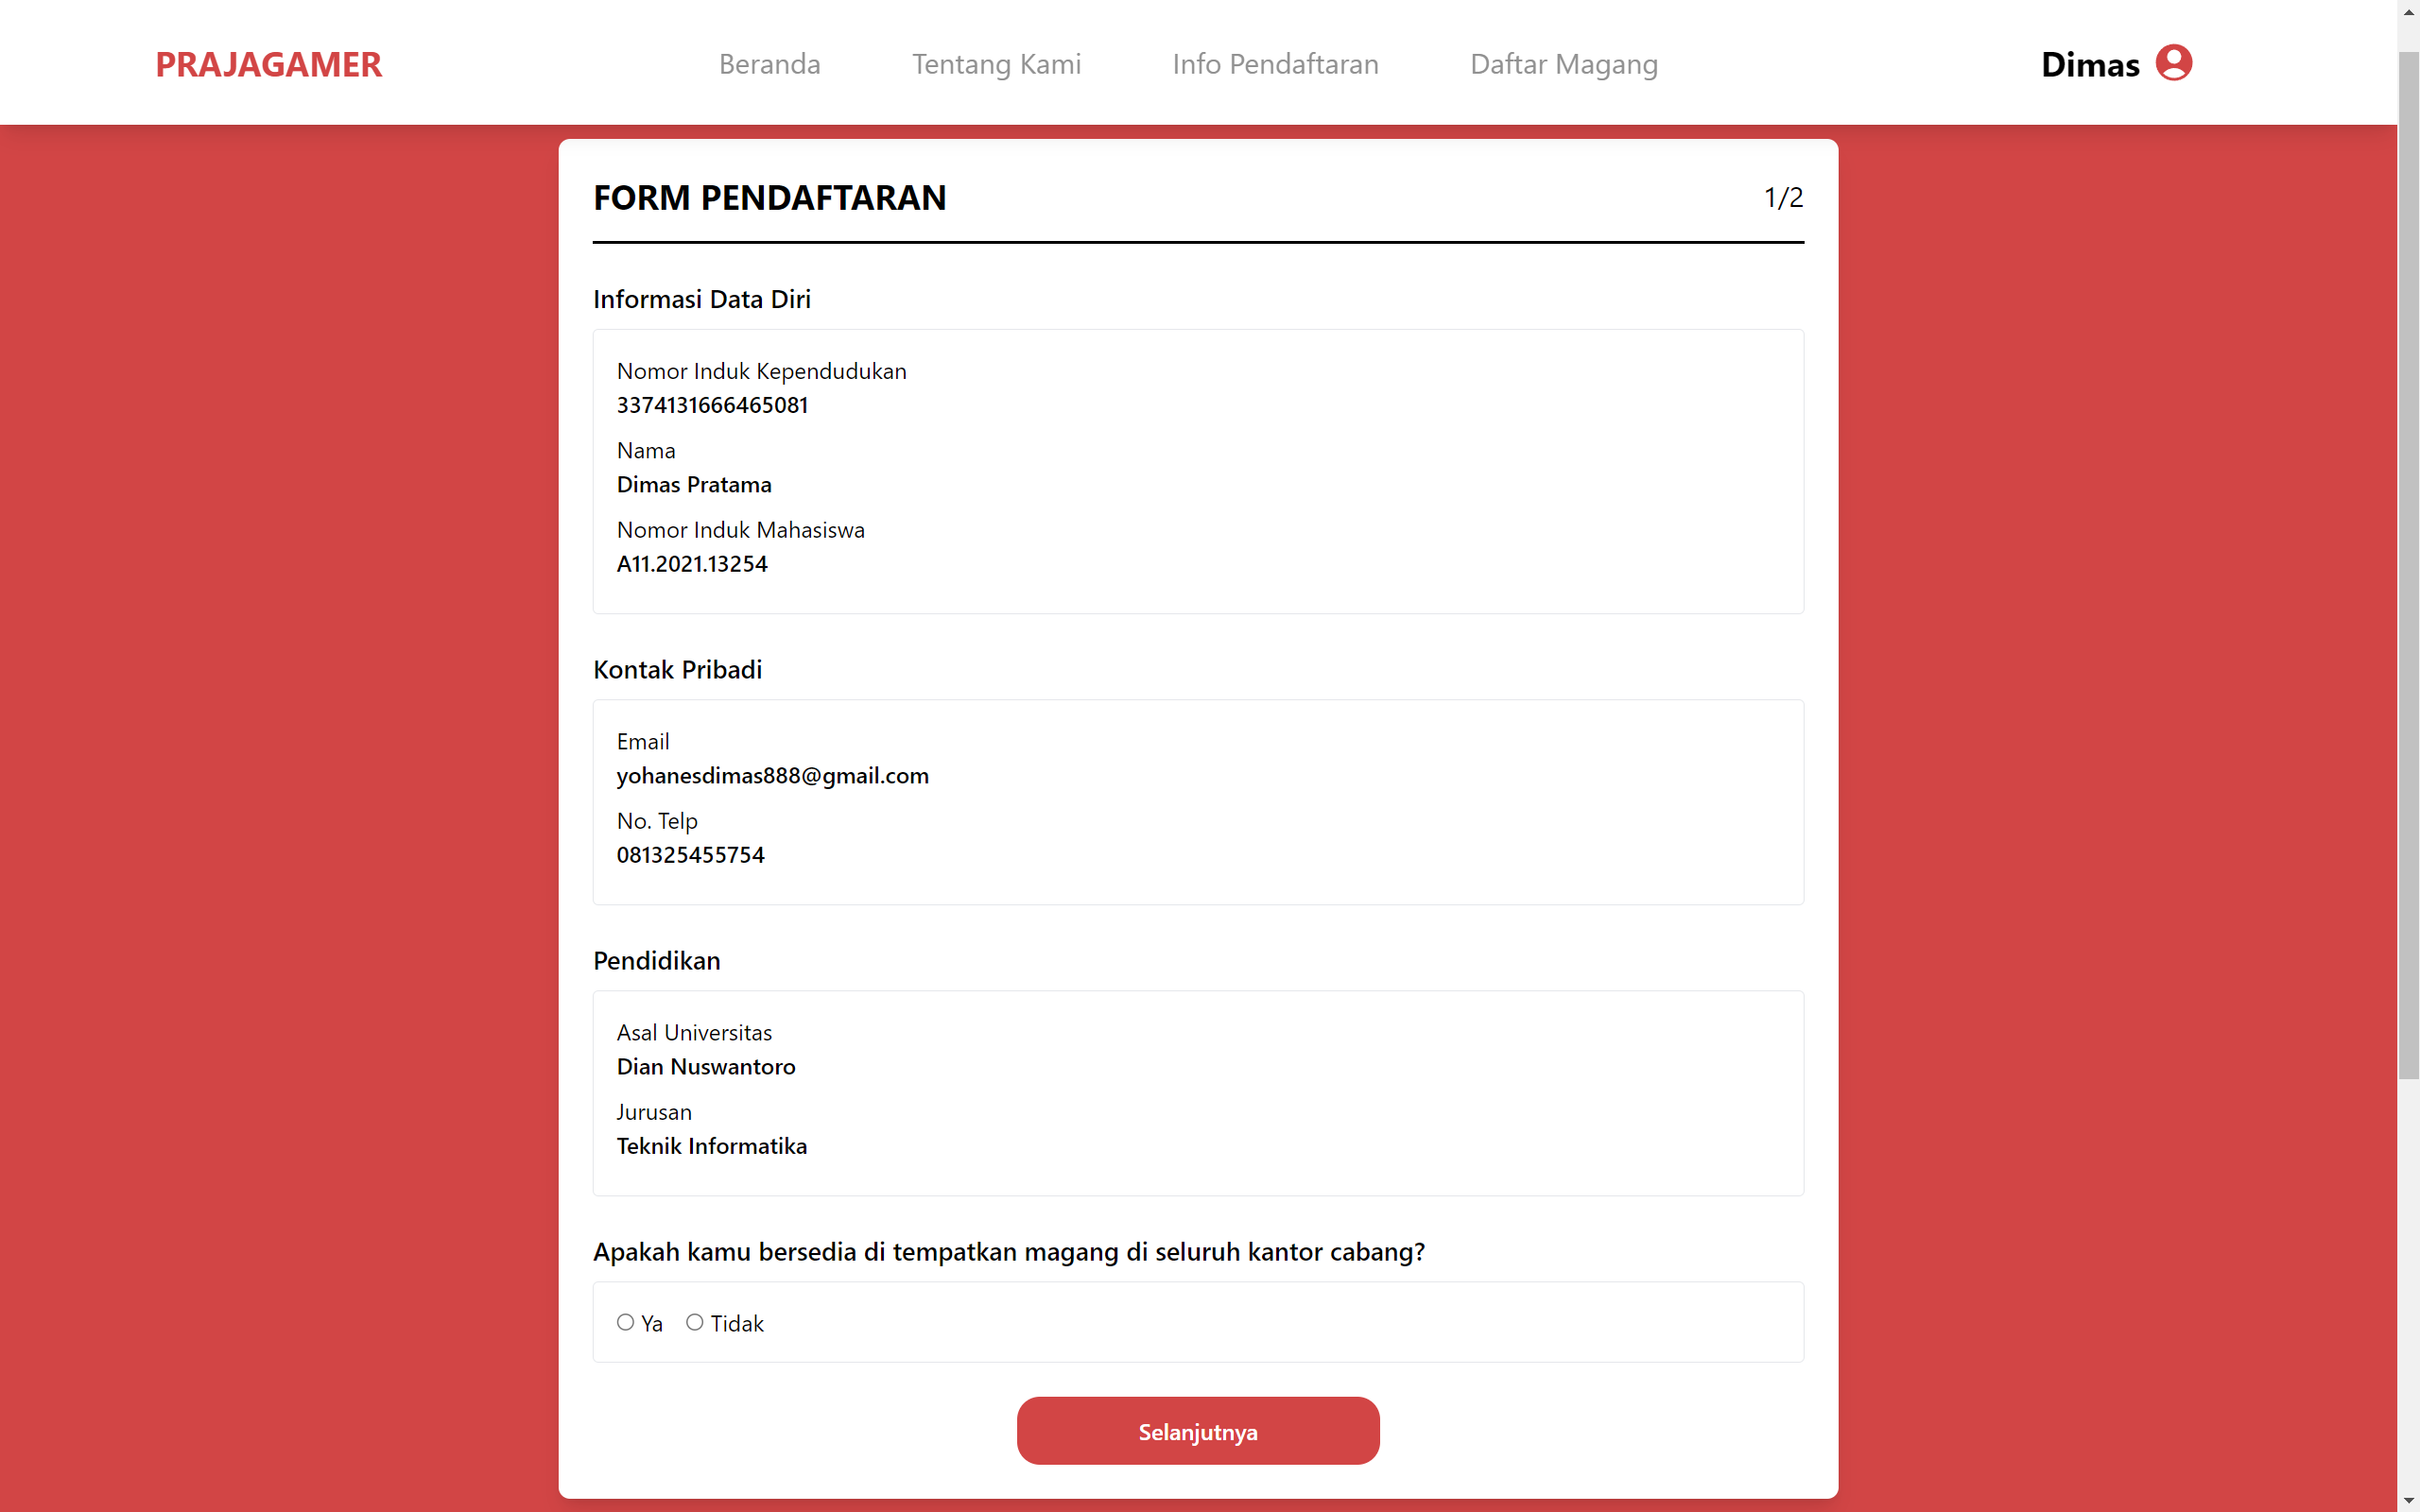 PRAJAGAMER
Beranda
Tentang Kami
Info Pendaftaran
Daftar Magang
Dimas
FORM PENDAFTARAN
1/2
Informasi Data Diri
Nomor Induk Kependudukan
3374131666465081
Nama
Dimas Pratama
Nomor Induk Mahasiswa
A11.2021.13254
Kontak Pribadi
Email
yohanesdimas888@gmail.com
No. Telp
081325455754
Pendidikan
Asal Universitas
Dian Nuswantoro
Jurusan
Teknik Informatika
Apakah kamu bersedia di tempatkan magang di seluruh kantor cabang?
Ya Tidak
Selanjutnya